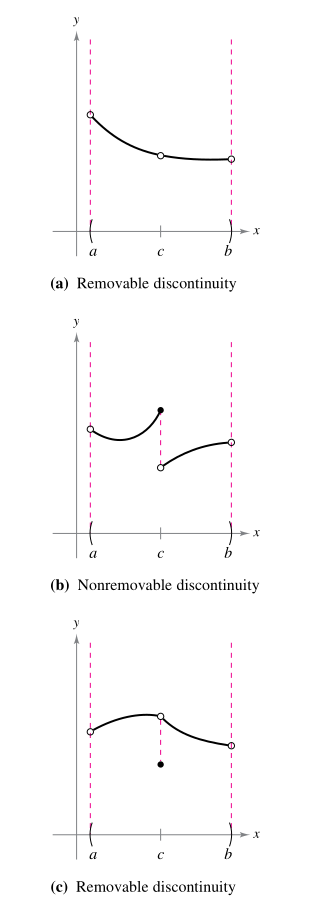 y
x
( )
a c b
(a) Removable discontinuity
y
x
( )
a c b
(b) Nonremovable discontinuity
y
x
( )
a c b
(c) Removable discontinuity